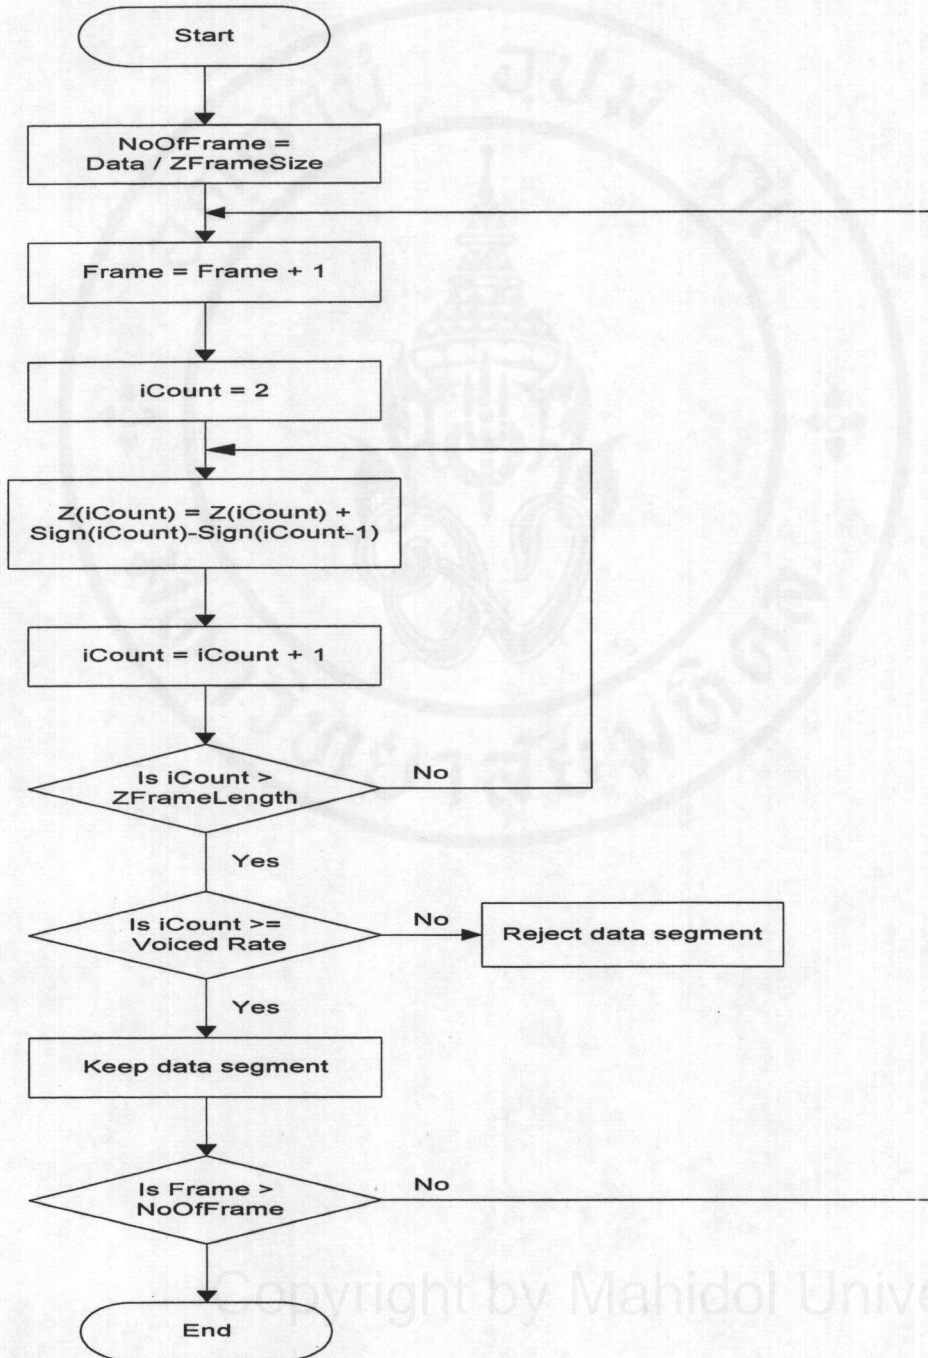 Start
NoOfFrame =
Data / ZFrameSize
Frame = Frame + 1
iCount = 2
Z(iCount) = Z(iCount) +
Sign(iCount)-Sign(iCount-1)
iCount = iCount + 1
Is iCount >
ZFrameLength
No
Yes
Is iCount >=
Voiced Rate
No
Reject data segment
Yes
Keep data segment
Is Frame >
NoOfFrame
No
End
Copyright by Mahidol Unive